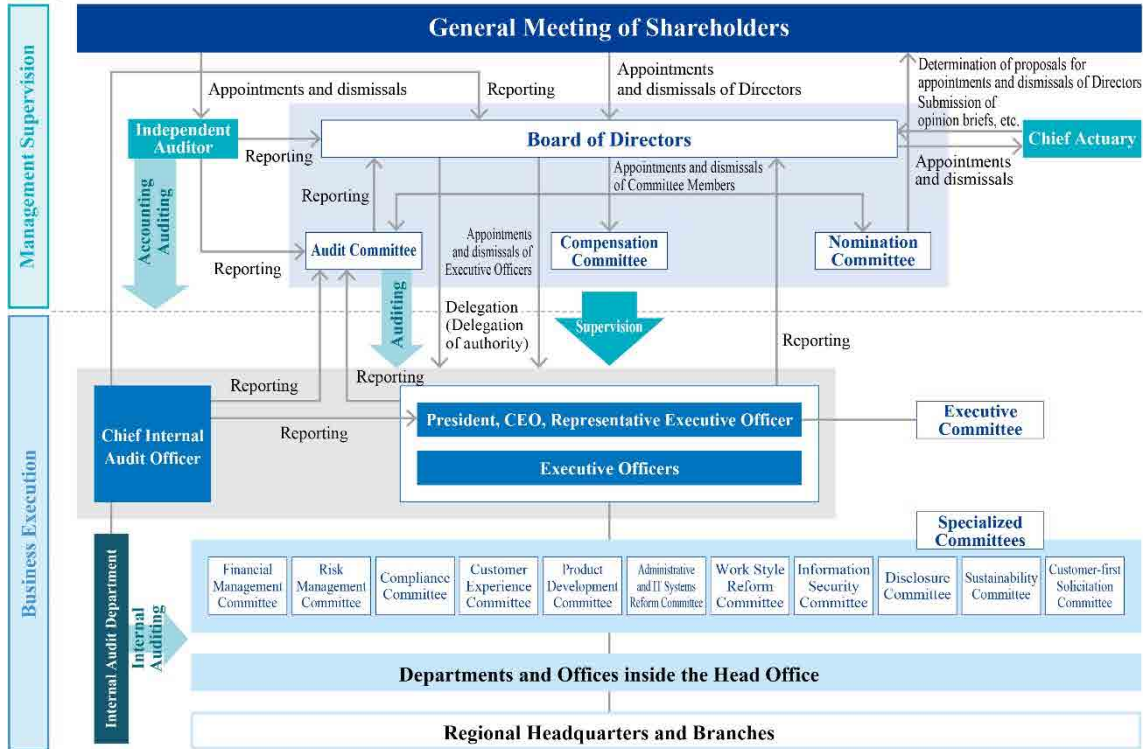 General Meeting of Shareholders
Management Supervision
Appointments and dismissals
Reporting
Appointments
and dismissals of Directors
Determination of proposals for
appointments and dismissals of Directors
Submission of
opinion briefs, etc.
Independent
Auditor
Reporting
Board of Directors
Chief Actuary
Appointments
and dismissals
Accounting
Auditing
Reporting
Appointments and dismissals
of Committee Members
Audit Committee
Appointments
and dismissals of
Executive Officers
Compensation
Committee
Nomination
Committee
Reporting
Auditing
Delegation
(Delegation
of authority)
Supervision
Reporting
Business Execution
Reporting
Reporting
Chief Internal
Audit Officer
Reporting
President, CEO, Representative Executive Officer
Executive Officers
Executive
Committee
Specialized
Committees
Internal Audit Department
Internal
Auditing
Financial
Management
Committee
Risk
Management
Committee
Compliance
Committee
Customer
Experience
Committee
Product
Development
Committee
Administrative
and IT Systems
Reform Committee
Work Style
Reform
Committee
Information
Security
Committee
Disclosure
Committee
Sustainability
Committee
Customer-first
Solicitation
Committee
Departments and Offices inside the Head Office
Regional Headquarters and Branches